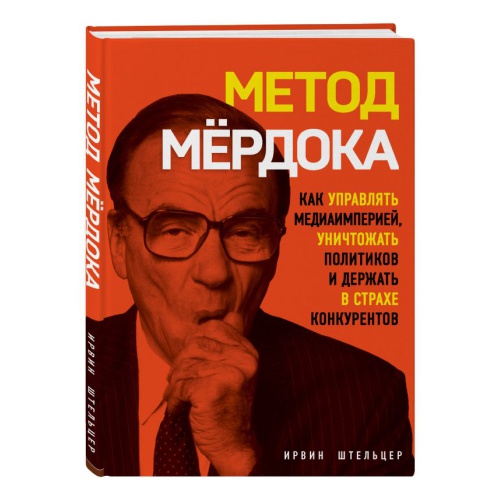 МЕТОД
МЁРДОКА
КАК УПРАВЛЯТЬ
МЕДИАИМПЕРИЕЙ,
УНИЧТОЖАТЬ
ПОЛИТИКОВ
И ДЕРЖАТЬ
В СТРАХЕ
КОНКУРЕНТОВ
ИРВИН ШТЕЛЬЦЕР
МЕТОД МЁРДОКА
ИРВИН ШТЕЛЬЦЕР